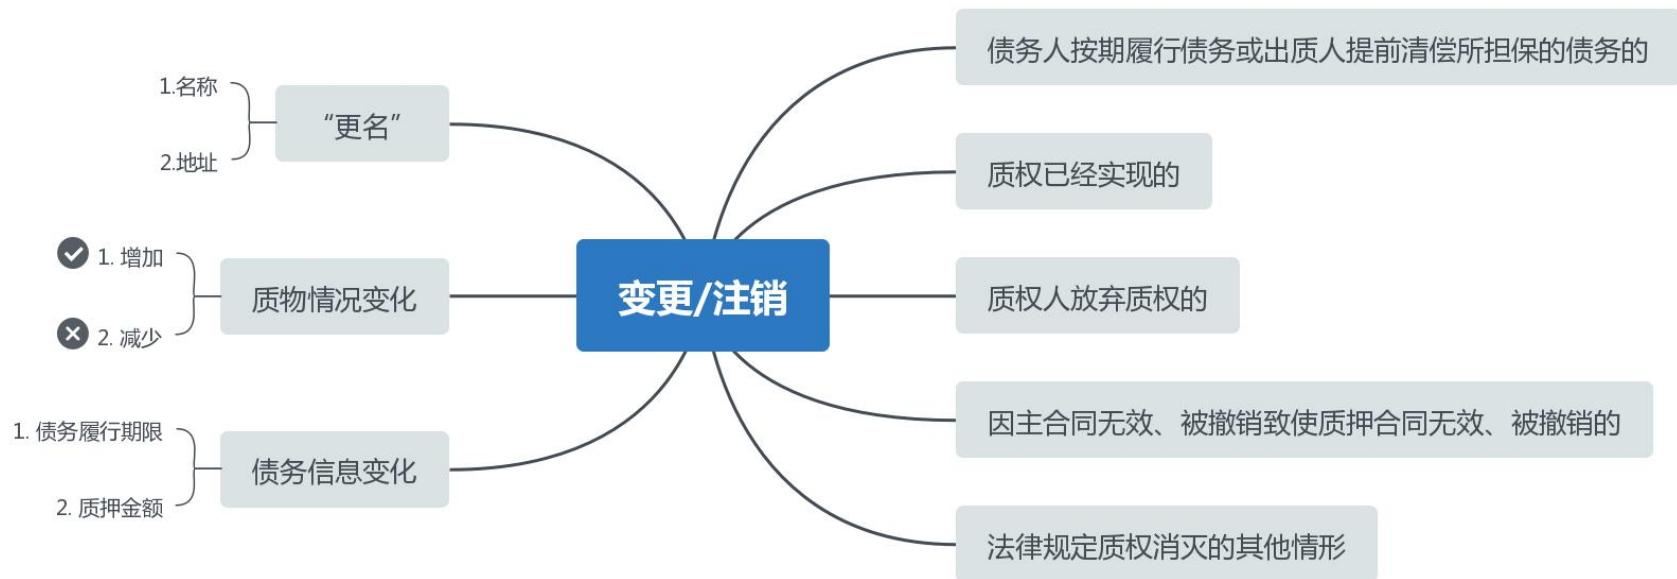 “更名”
1.名称
2.地址
质物情况变化
1. 增加
2. 减少
债务信息变化
1. 债务履行期限
2. 质押金额
变更/注销
债务人按期履行债务或出质人提前清偿所担保的债务的
质权已经实现的
质权人放弃质权的
因主合同无效、被撤销致使质押合同无效、被撤销的
法律规定质权消灭的其他情形